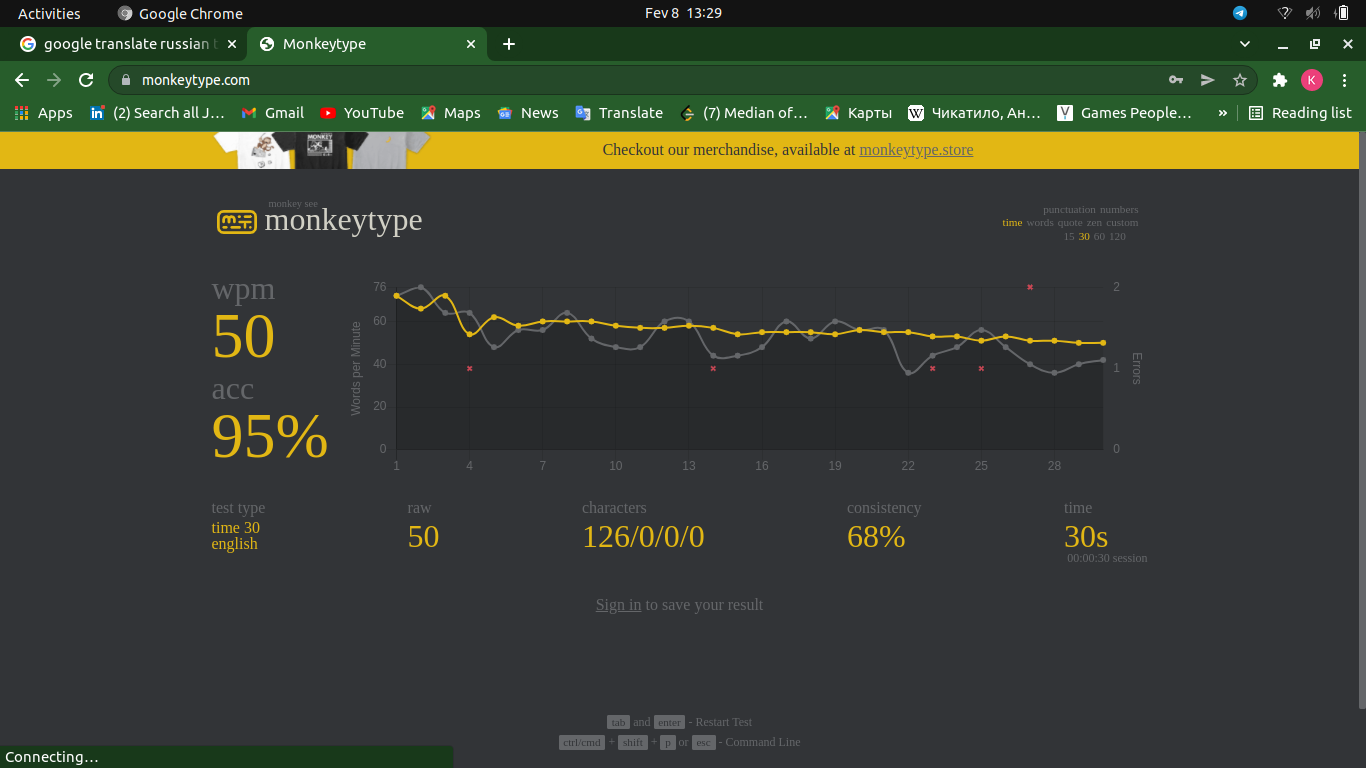 Activities Google Chrome Fev 8 13:29
google translate russian t Monkeytype
monkeytype.com
Apps (2) Search all J… Gmail YouTube Maps News Translate (7) Median of… Карты Чикатило, Ан… Games People… » Reading list
Checkout our merchandise, available at monkeytype.store
monkey see
monkeytype
punctuation numbers
time words quote zen custom
15 30 60 120
wpm
50
acc
95%
Words per Minute
76
60
40
20
0
1 4 7 10 13 16 19 22 25 28
2
1
0
Errors
test type
time 30
english
raw
50
characters
126/0/0/0
consistency
68%
time
30s
00:00:30 session
Sign in to save your result
tab and enter - Restart Test
ctrl/cmd + shift + p or esc - Command Line
Connecting…